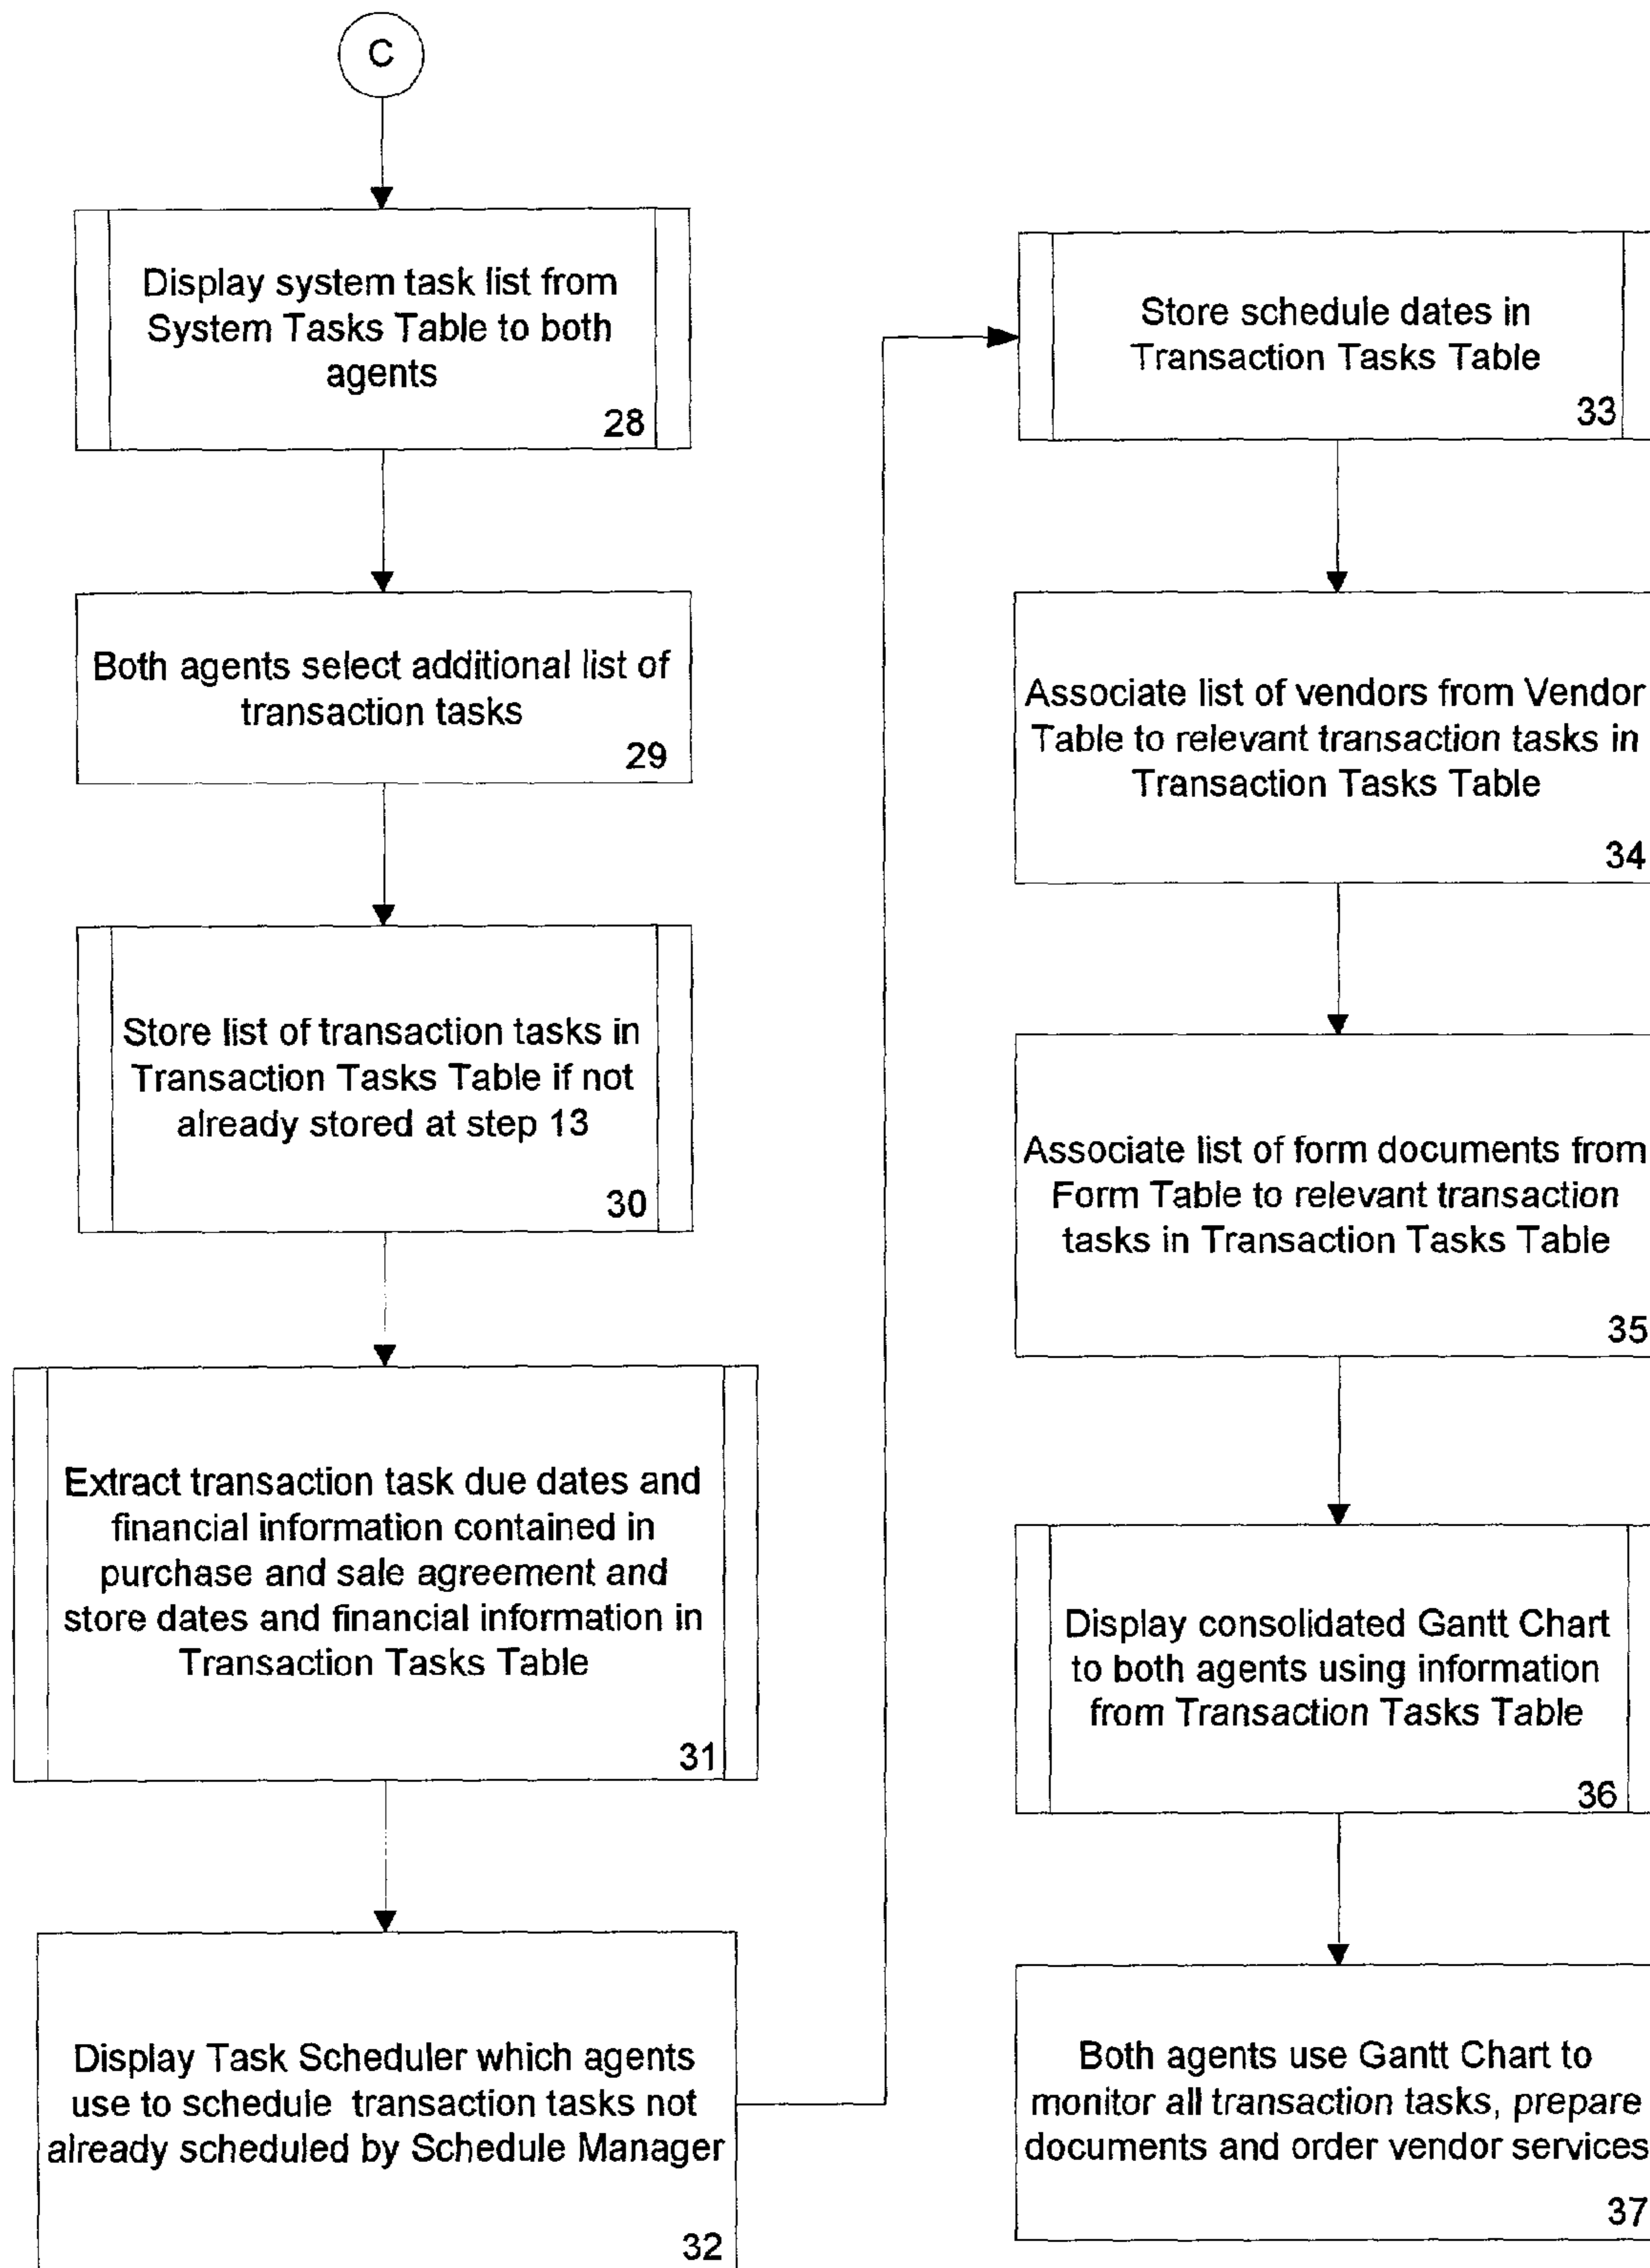 C
Display system task list from
System Tasks Table to both
agents
28
Both agents select additional list of
transaction tasks
29
Store list of transaction tasks in
Transaction Tasks Table if not
already stored at step 13
30
Extract transaction task due dates and
financial information contained in
purchase and sale agreement and
store dates and financial information in
Transaction Tasks Table
31
Display Task Scheduler which agents
use to schedule transaction tasks not
already scheduled by Schedule Manager
32
Store schedule dates in
Transaction Tasks Table
33
Associate list of vendors from Vendor
Table to relevant transaction tasks in
Transaction Tasks Table
34
Associate list of form documents from
Form Table to relevant transaction
tasks in Transaction Tasks Table
35
Display consolidated Gantt Chart
to both agents using information
from Transaction Tasks Table
36
Both agents use Gantt Chart to
monitor all transaction tasks, prepare
documents and order vendor services
37